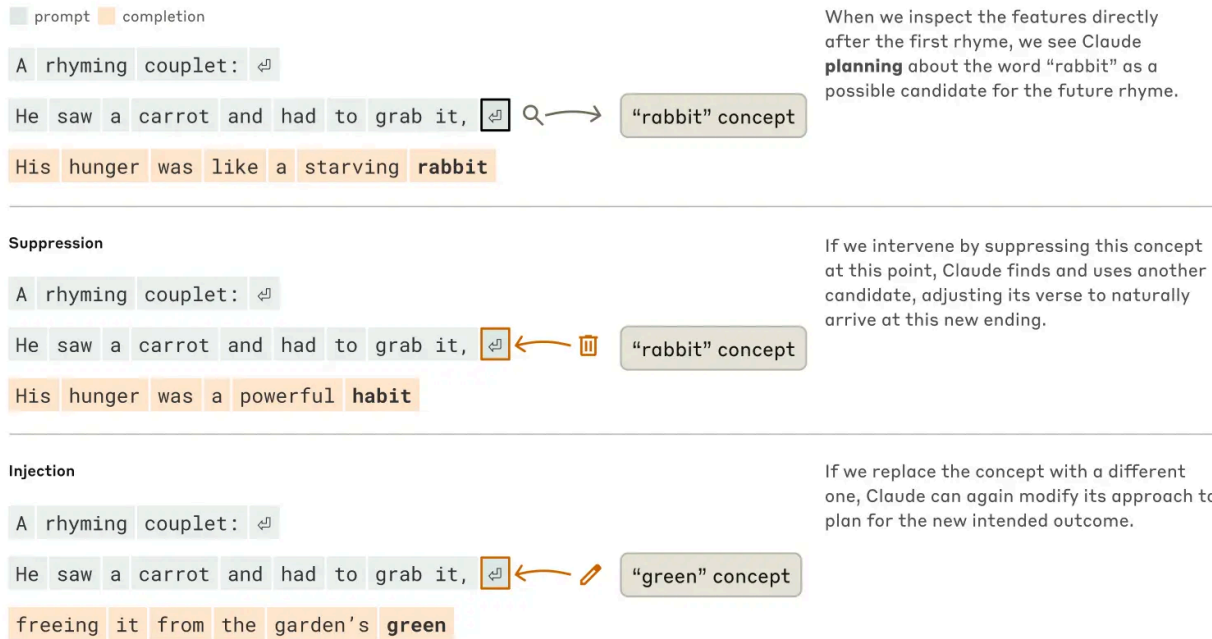 prompt completion
A rhyming couplet: ⏎
He saw a carrot and had to grab it, ⏎
"rabbit" concept
His hunger was like a starving rabbit
When we inspect the features directly
after the first rhyme, we see Claude
planning about the word "rabbit" as a
possible candidate for the future rhyme.
Suppression
A rhyming couplet: ⏎
He saw a carrot and had to grab it, ⏎
"rabbit" concept
His hunger was a powerful habit
If we intervene by suppressing this concept
at this point, Claude finds and uses another
candidate, adjusting its verse to naturally
arrive at this new ending.
Injection
A rhyming couplet: ⏎
He saw a carrot and had to grab it, ⏎
"green" concept
freeing it from the garden's green
If we replace the concept with a different
one, Claude can again modify its approach to
plan for the new intended outcome.